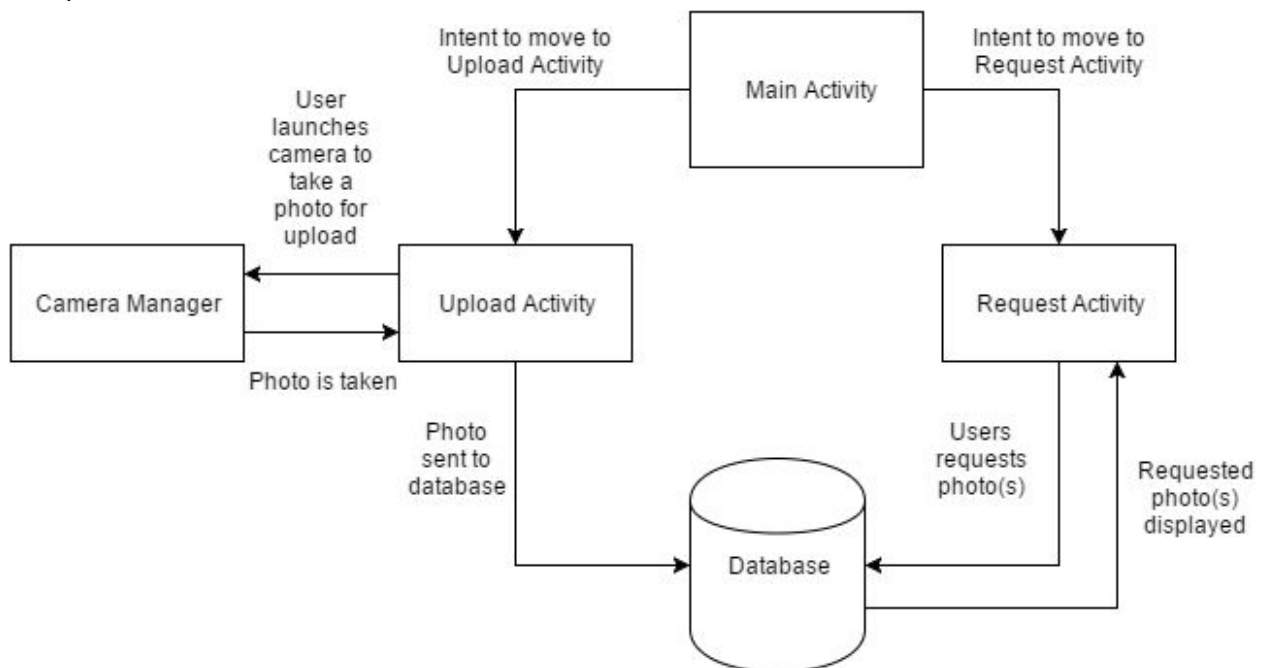 Intent to move to
Upload Activity
Main Activity
Intent to move to
Request Activity
User
launches
camera to
take a
photo for
upload
Camera Manager
Upload Activity
Request Activity
Photo is taken
Photo
sent to
database
Users
requests
photo(s)
Requested
photo(s)
displayed
Database